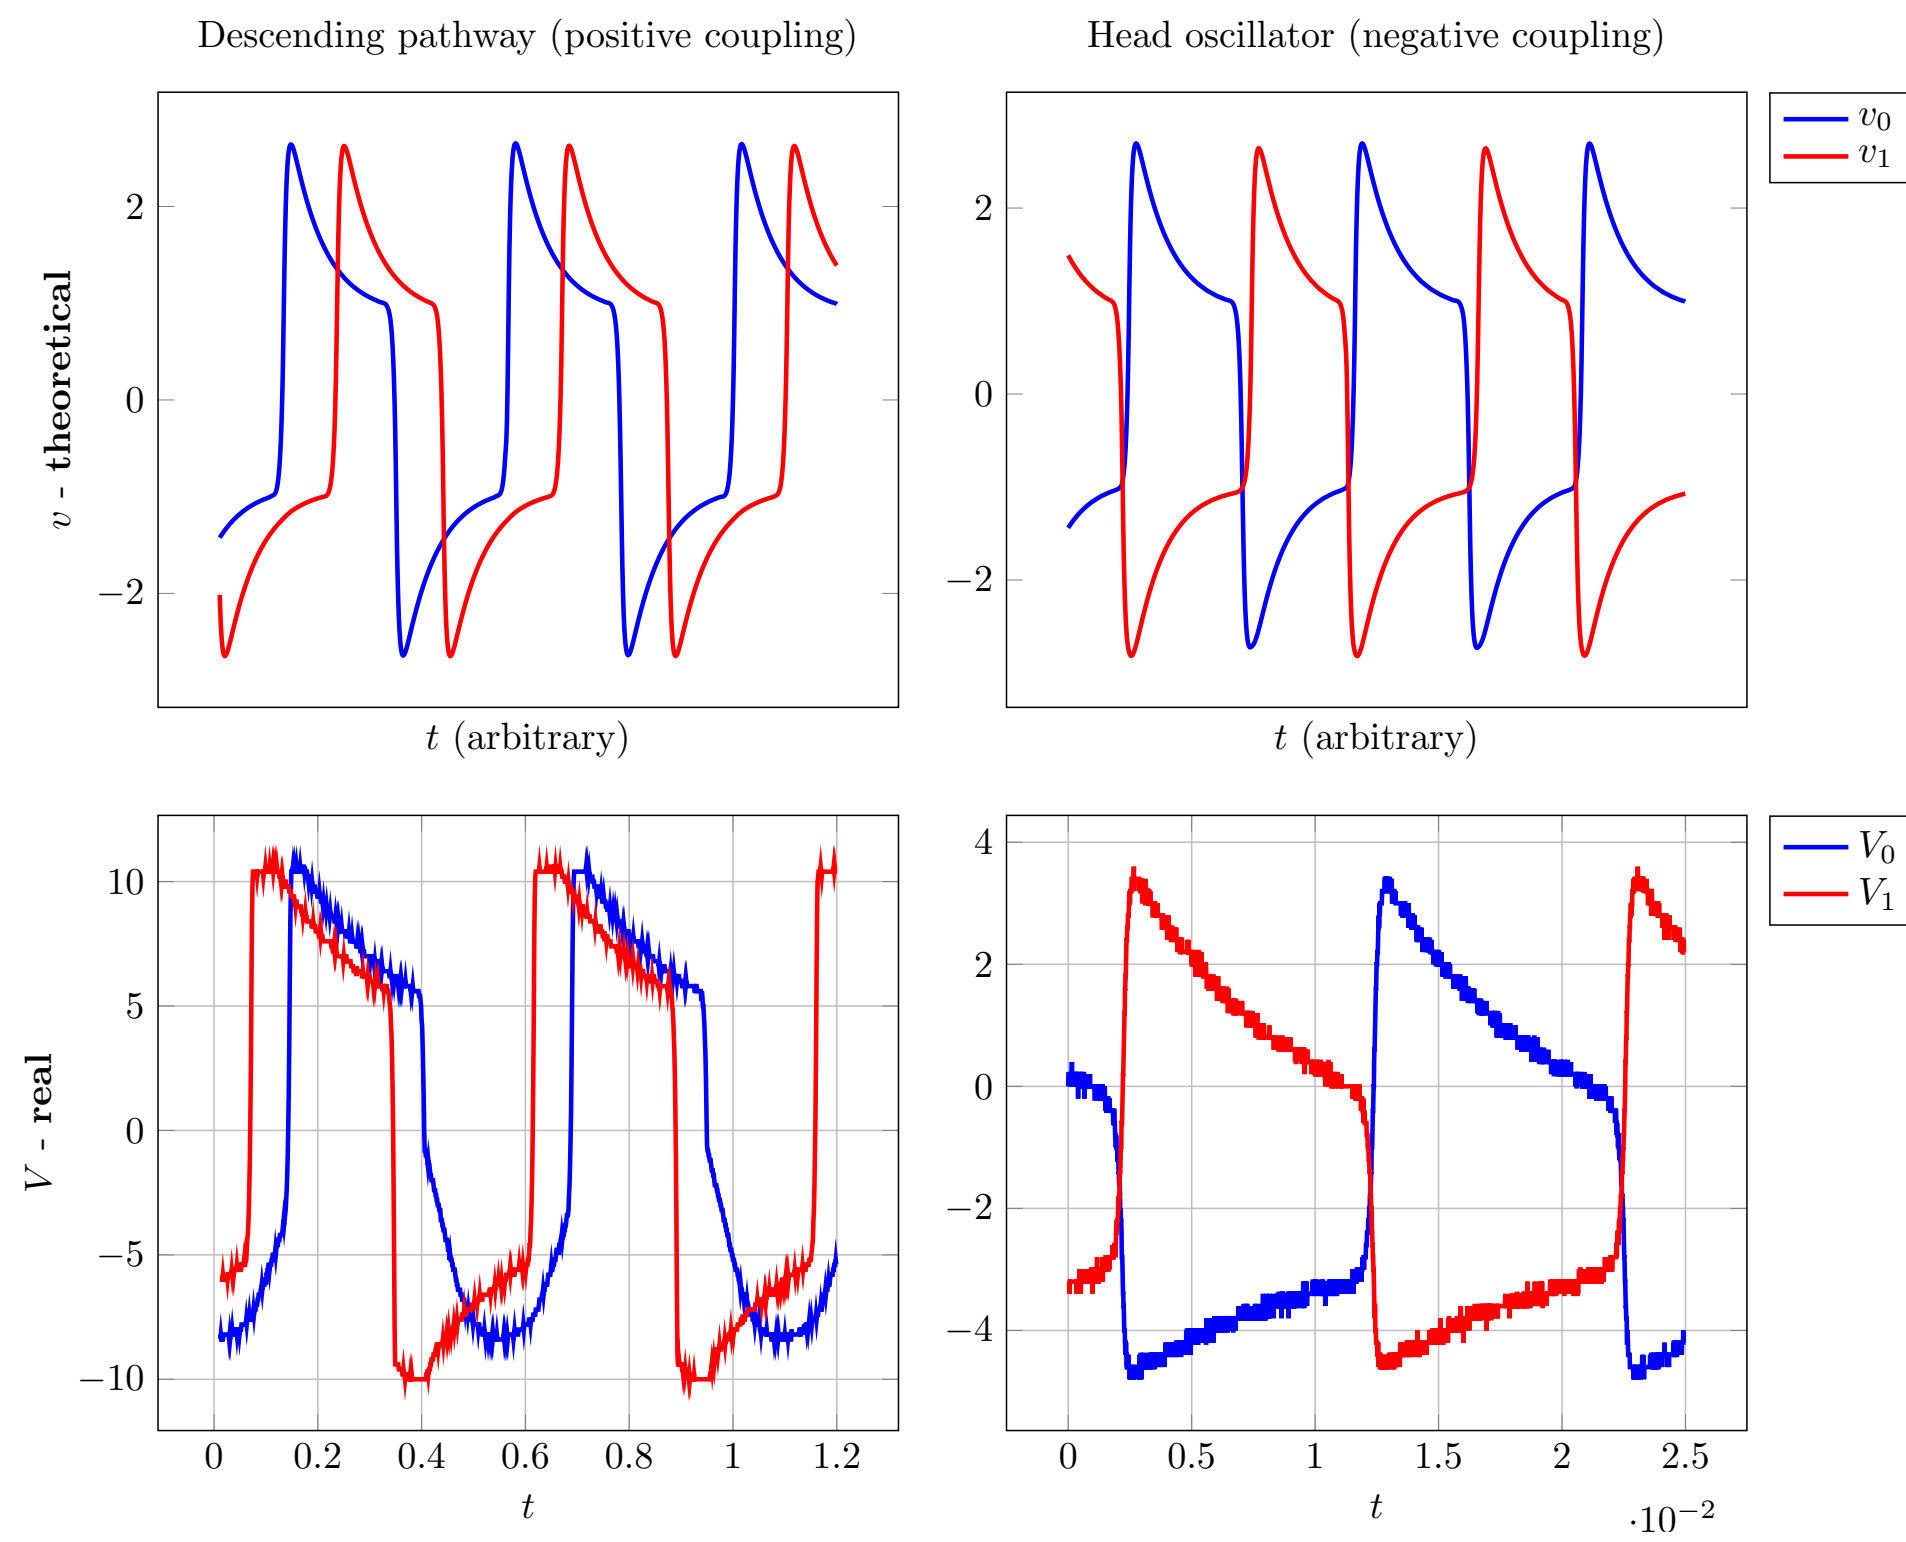 Descending pathway (positive coupling)
Head oscillator (negative coupling)
v - theoretical
2
0
−2
t (arbitrary)
2
0
−2
t (arbitrary)
v₀
v₁
V - real
10
5
0
−5
−10
0 0.2 0.4 0.6 0.8 1 1.2
t
4
2
0
−2
−4
0 0.5 1 1.5 2 2.5
t
·10⁻²
V₀
V₁